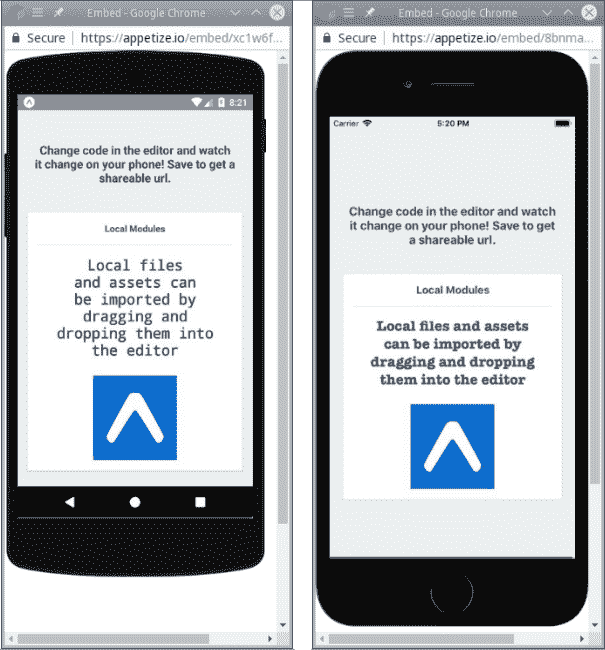 Embed - Google Chrome
Secure | https://appetize.io/embed/xc1w6f...
8:21
Change code in the editor and watch
it change on your phone! Save to get a
shareable url.
Local Modules
Local files
and assets can
be imported by
dragging and
dropping them into
the editor
Embed - Google Chrome
Secure | https://appetize.io/embed/8bnma...
Carrier 5:20 PM
Change code in the editor and watch
it change on your phone! Save to get
a shareable url.
Local Modules
Local files and assets
can be imported by
dragging and dropping
them into the editor